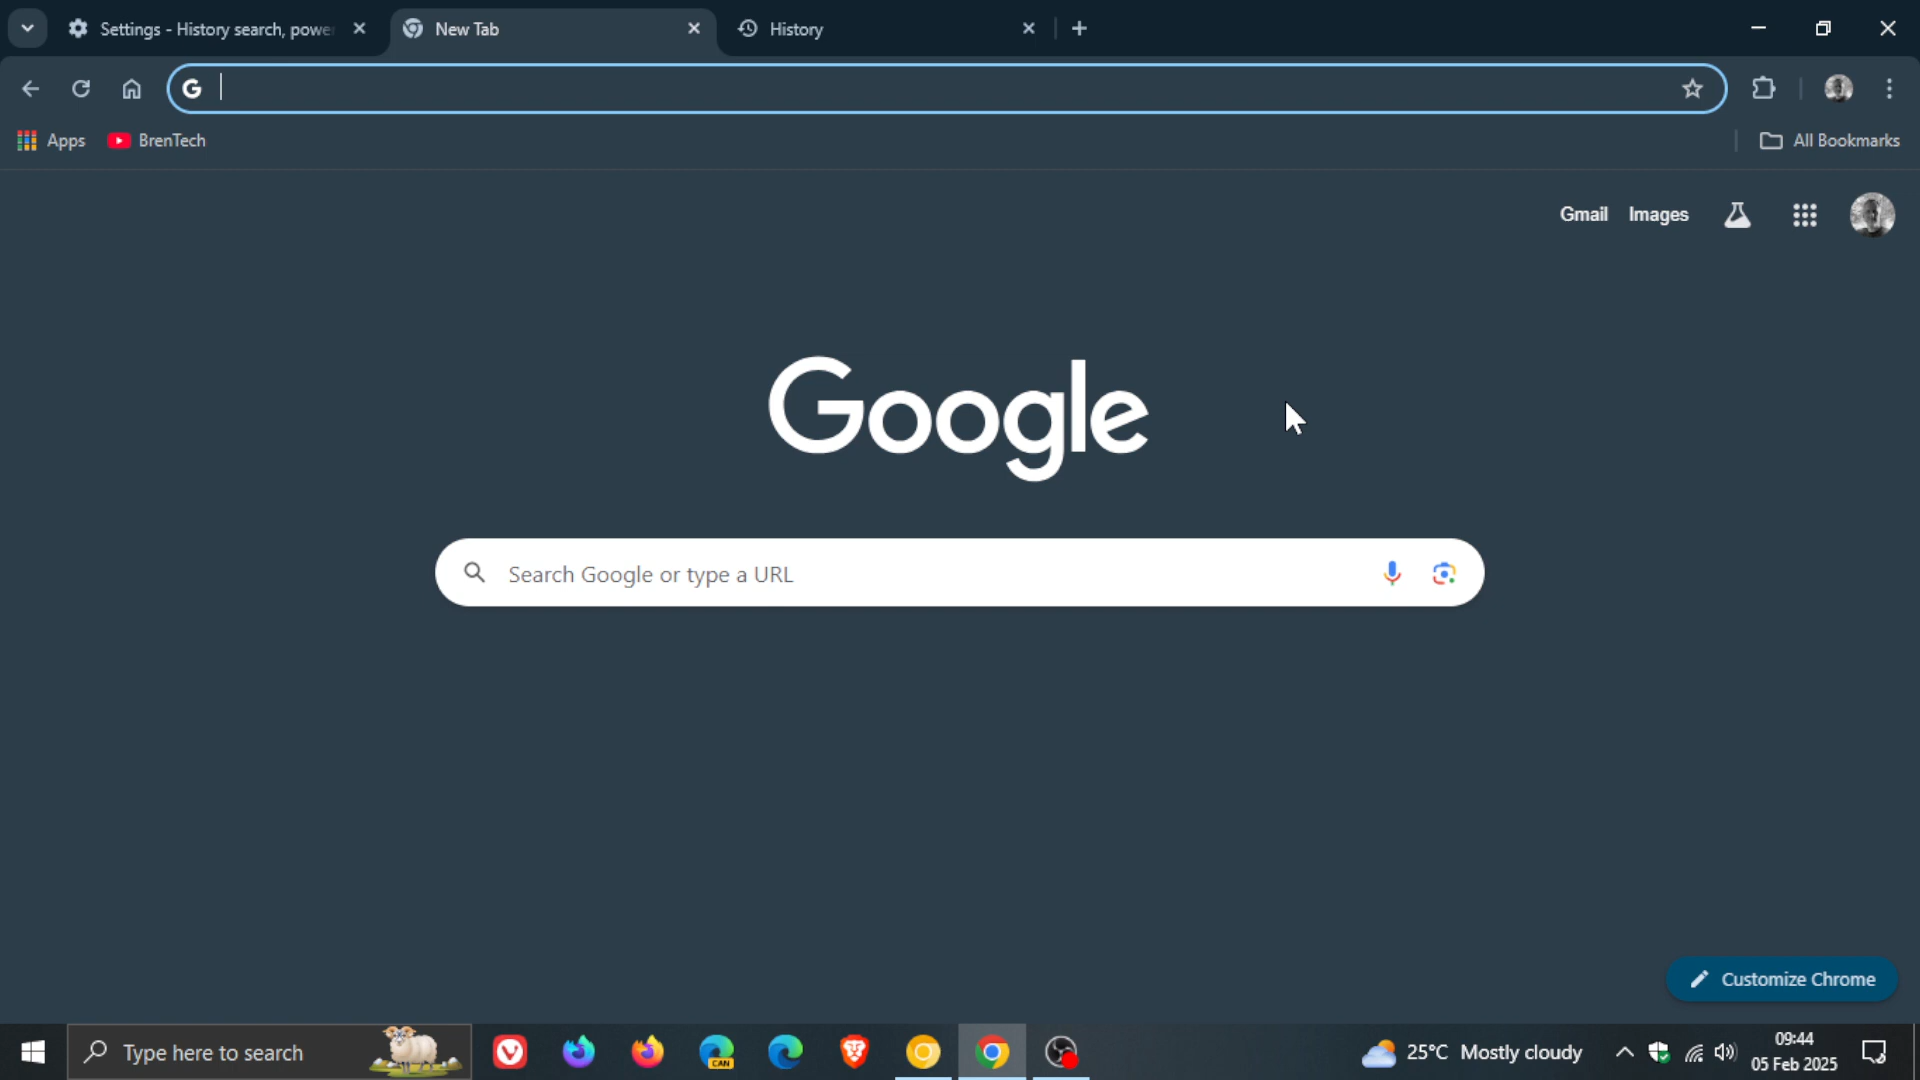 Settings - History search, powe
New Tab
History
Apps
BrenTech
All Bookmarks
Gmail
Images
Google
Search Google or type a URL
Customize Chrome
Type here to search
CAN
25°C Mostly cloudy
09:44
05 Feb 2025